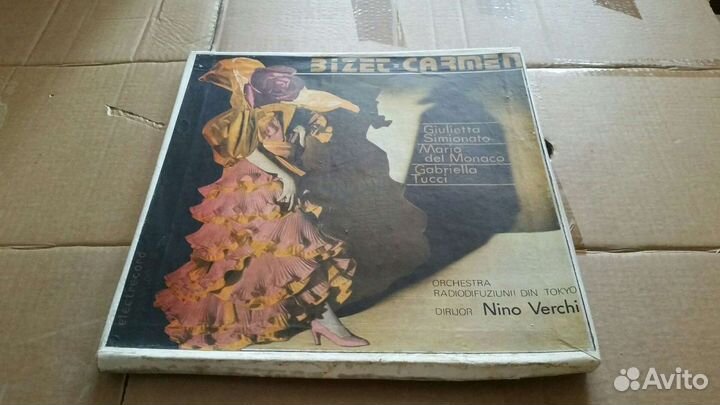 BIZET-CARMEN
Giulietta
Simionato
Mario
del Monaco
Gabriella
Tucci
ORCHESTRA
RADIODIFUZIUNII DIN TOKYO
DIRIJOR Nino Verchi
electrecord
Avito